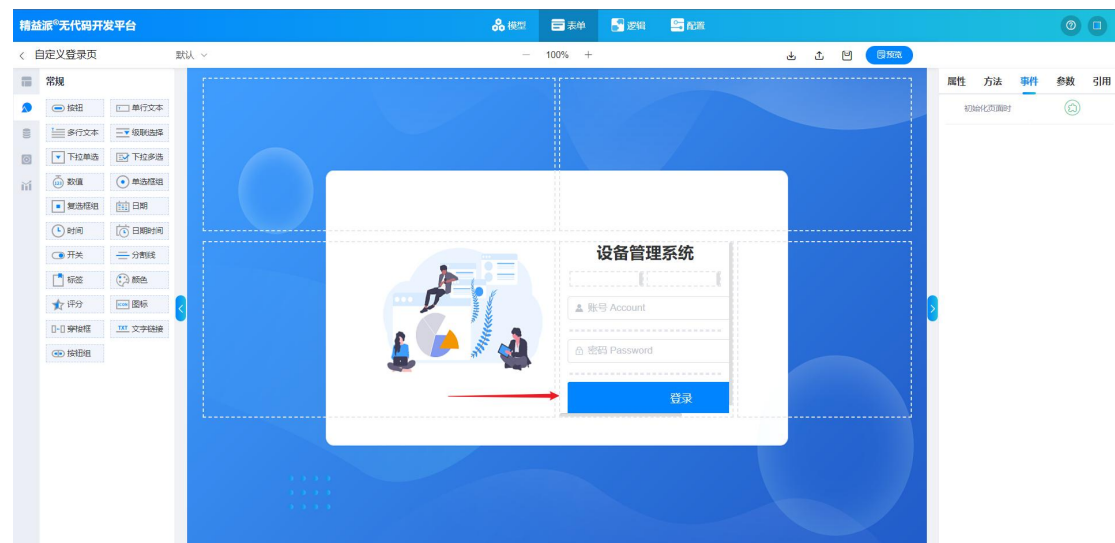 精益派®无代码开发平台
模型
表单
逻辑
配置
自定义登录页
默认
100%
预览
常规
按钮 单行文本
多行文本 级联选择
下拉单选 下拉多选
数值 单选框组
复选框组 日期
时间 日期时间
开关 分割线
标签 颜色
评分 图标
穿梭框 文字链接
按钮组
设备管理系统
账号 Account
密码 Password
登录
属性 方法 事件 参数 引用
初始化页面时